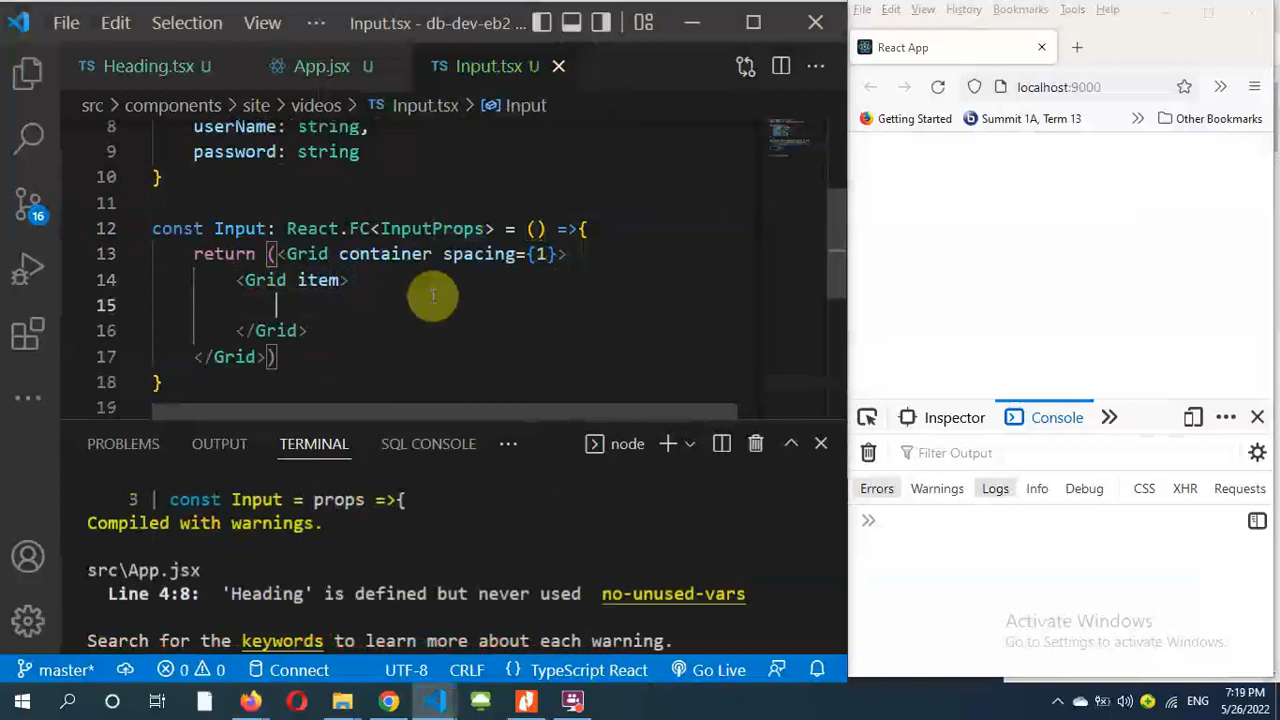 File Edit Selection View ··· Input.tsx - db-dev-eb2 ...
TS Heading.tsx U App.jsx U TS Input.tsx U
src > components > site > videos > TS Input.tsx > Input
8 userName: string,
9 password: string
10 }
11
12 const Input: React.FC<InputProps> = () =>{
13 return (<Grid container spacing={1}>
14 <Grid item>
15
16 </Grid>
17 </Grid>)
18 }
19
PROBLEMS OUTPUT TERMINAL SQL CONSOLE ··· node
3 | const Input = props =>{
Compiled with warnings.
src\App.jsx
Line 4:8: 'Heading' is defined but never used no-unused-vars
Search for the keywords to learn more about each warning.
16
master* 0 0 Connect UTF-8 CRLF {} TypeScript React Go Live
File Edit View History Bookmarks Tools Help
React App
localhost:9000
Getting Started Summit 1A, Term 13 Other Bookmarks
Inspector Console
Filter Output
Errors Warnings Logs Info Debug CSS XHR Requests
Activate Windows
Go to Settings to activate Windows.
ENG 7:19 PM
5/26/2022